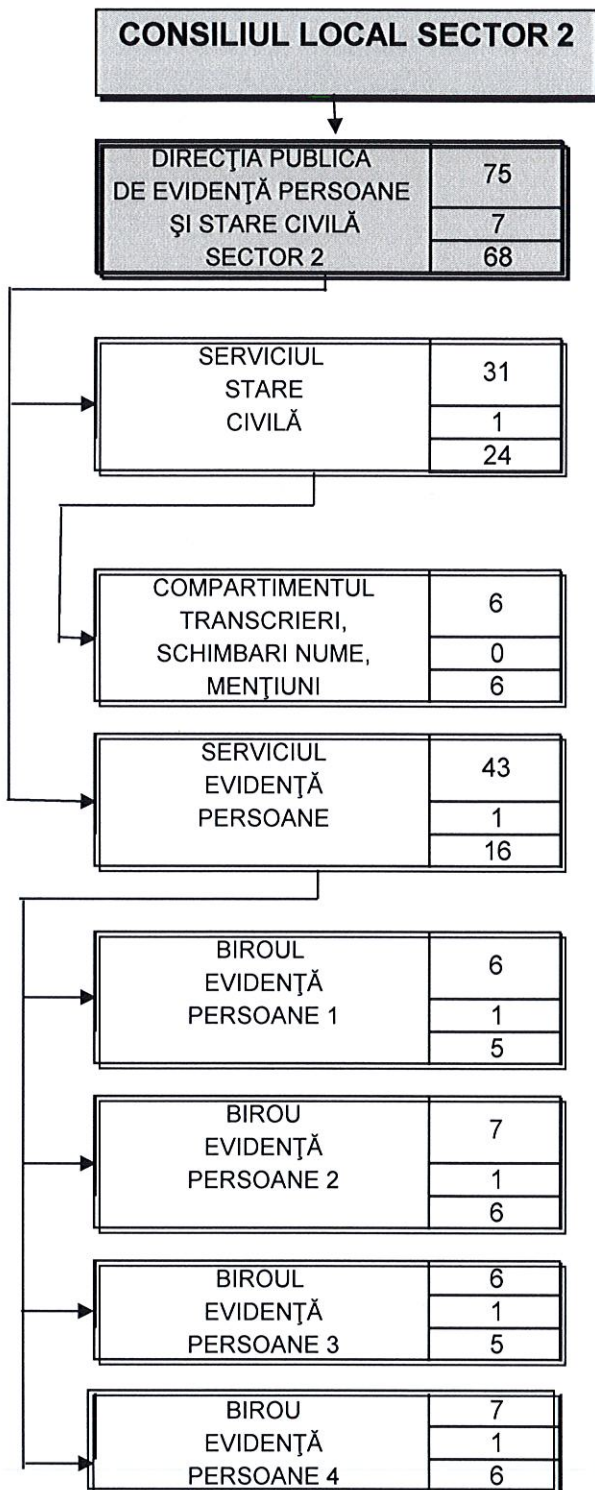 CONSILIUL LOCAL SECTOR 2
DIRECŢIA PUBLICA
DE EVIDENŢĂ PERSOANE
ŞI STARE CIVILĂ
SECTOR 2
75
7
68
SERVICIUL
STARE
CIVILĂ
31
1
24
COMPARTIMENTUL
TRANSCRIERI,
SCHIMBARI NUME,
MENŢIUNI
6
0
6
SERVICIUL
EVIDENŢĂ
PERSOANE
43
1
16
BIROUL
EVIDENŢĂ
PERSOANE 1
6
1
5
BIROU
EVIDENŢĂ
PERSOANE 2
7
1
6
BIROUL
EVIDENŢĂ
PERSOANE 3
6
1
5
BIROU
EVIDENŢĂ
PERSOANE 4
7
1
6